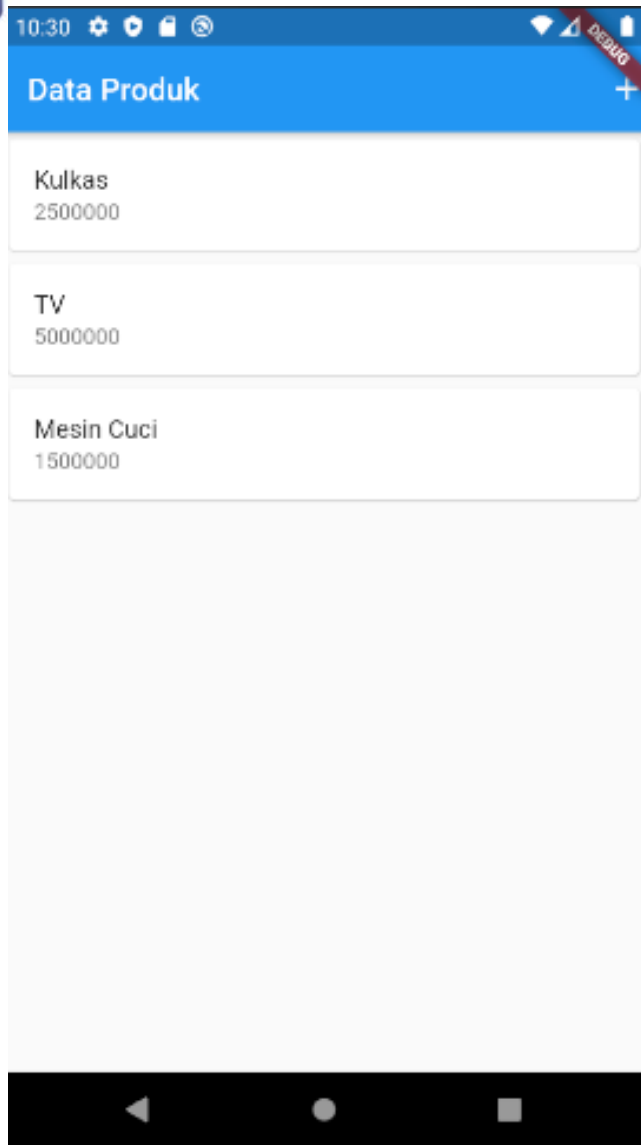 10:30
DEBUG
Data Produk
Kulkas
2500000
TV
5000000
Mesin Cuci
1500000